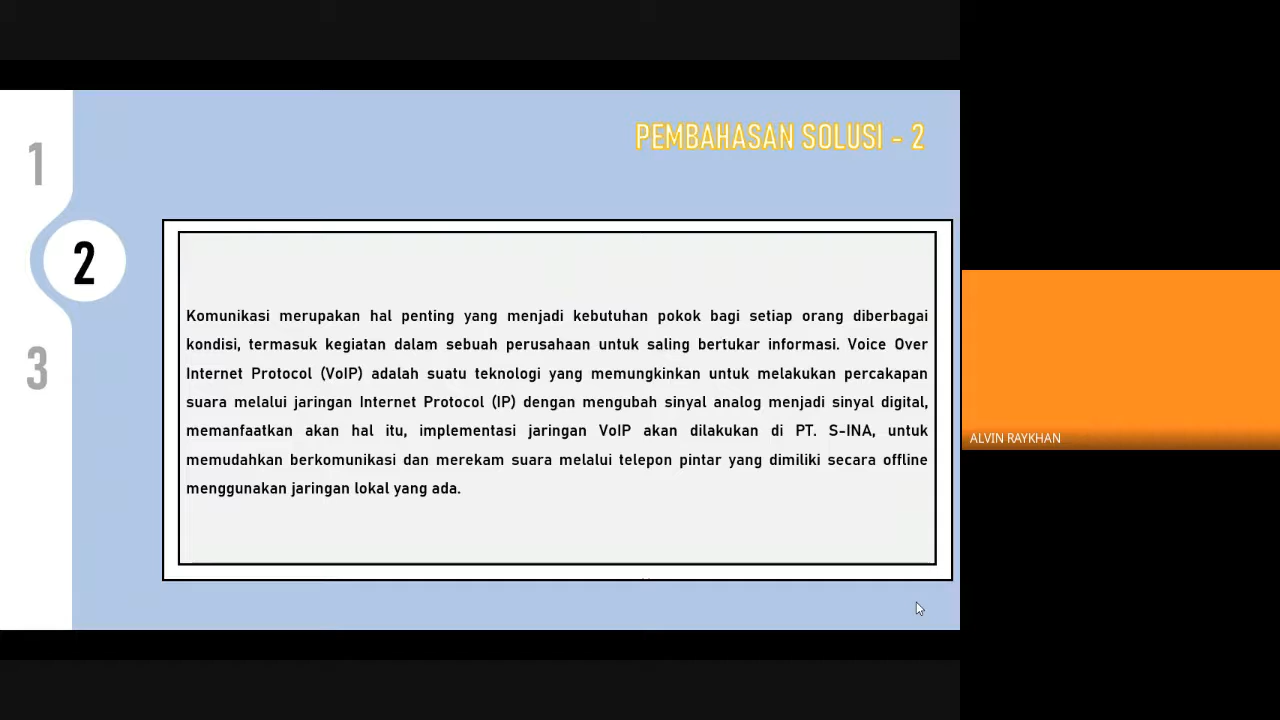 PEMBAHASAN SOLUSI - 2
1
2
3
Komunikasi merupakan hal penting yang menjadi kebutuhan pokok bagi setiap orang diberbagai
kondisi, termasuk kegiatan dalam sebuah perusahaan untuk saling bertukar informasi. Voice Over
Internet Protocol (VoIP) adalah suatu teknologi yang memungkinkan untuk melakukan percakapan
suara melalui jaringan Internet Protocol (IP) dengan mengubah sinyal analog menjadi sinyal digital,
memanfaatkan akan hal itu, implementasi jaringan VoIP akan dilakukan di PT. S-INA, untuk
memudahkan berkomunikasi dan merekam suara melalui telepon pintar yang dimiliki secara offline
menggunakan jaringan lokal yang ada.
ALVIN RAYKHAN